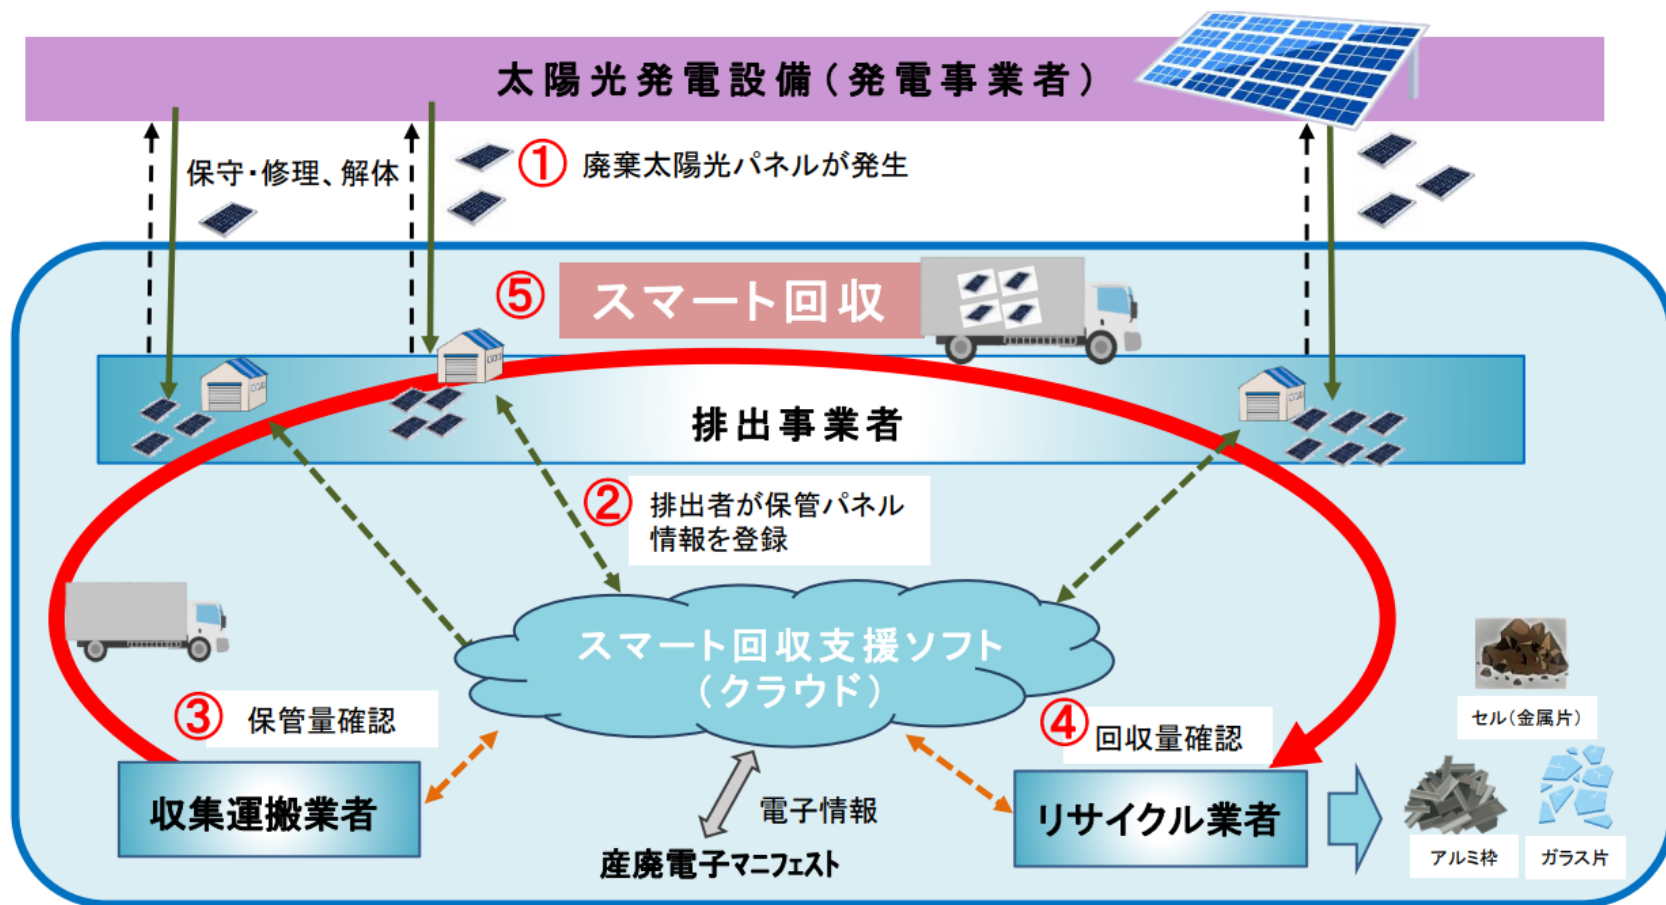 太陽光発電設備(発電事業者)
保守・修理、解体
① 廃棄太陽光パネルが発生
⑤ スマート回収
排出事業者
② 排出者が保管パネル
情報を登録
スマート回収支援ソフト
(クラウド)
③ 保管量確認
④ 回収量確認
収集運搬業者
電子情報
産廃電子マニフェスト
リサイクル業者
セル(金属片)
アルミ枠
ガラス片